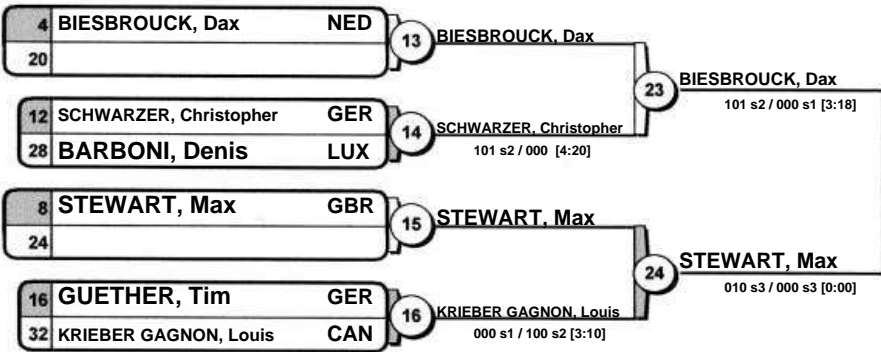 4 BIESBROUCK, Dax NED
20
13
BIESBROUCK, Dax
12 SCHWARZER, Christopher GER
28 BARBONI, Denis LUX
14
SCHWARZER, Christopher
101 s2 / 000 [4:20]
23
BIESBROUCK, Dax
101 s2 / 000 s1 [3:18]
8 STEWART, Max GBR
24
15
STEWART, Max
16 GUETHER, Tim GER
32 KRIEBER GAGNON, Louis CAN
16
KRIEBER GAGNON, Louis
000 s1 / 100 s2 [3:10]
24
STEWART, Max
010 s3 / 000 s3 [0:00]